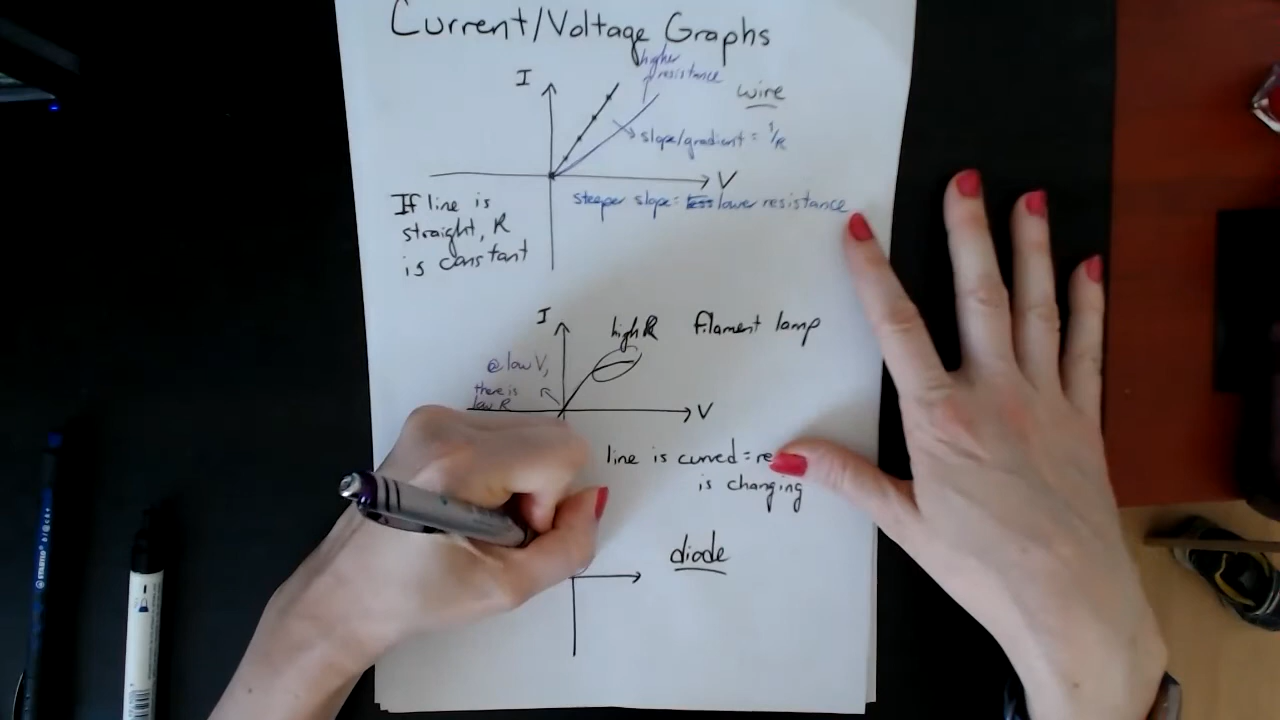 Current/Voltage Graphs
I
higher
resistance
wire
slope/gradient = 1/R
V
steeper slope = lower resistance
If line is
straight, R
is constant
I
high R
filament lamp
@ low V,
there is
low R
V
line is curved = re
is changing
diode
STAEDTLER